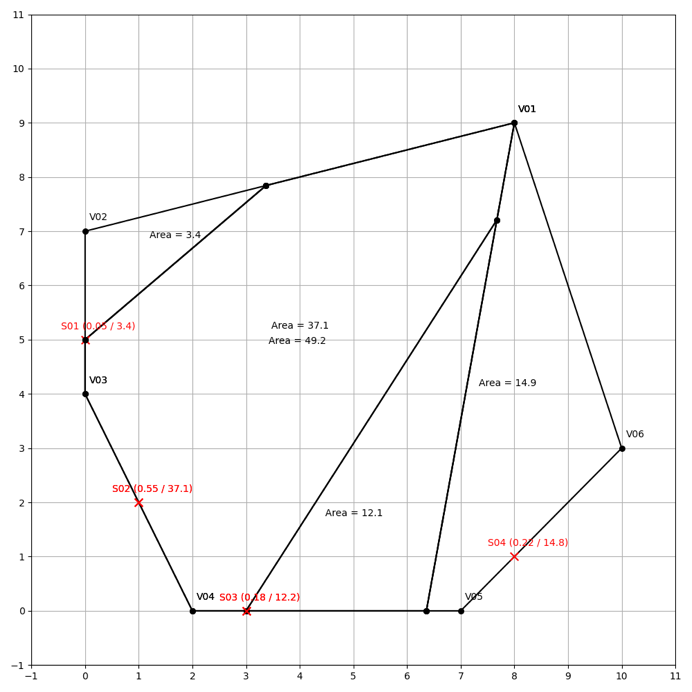 11
10
9
8
7
6
5
4
3
2
1
0
−1
V01
V02
Area = 3.4
S01 (0.05 / 3.4)
Area = 37.1
Area = 49.2
V03
Area = 14.9
V06
S02 (0.55 / 37.1)
Area = 12.1
S04 (0.22 / 14.8)
V04
S03 (0.18 / 12.2)
V05
−1 0 1 2 3 4 5 6 7 8 9 10 11